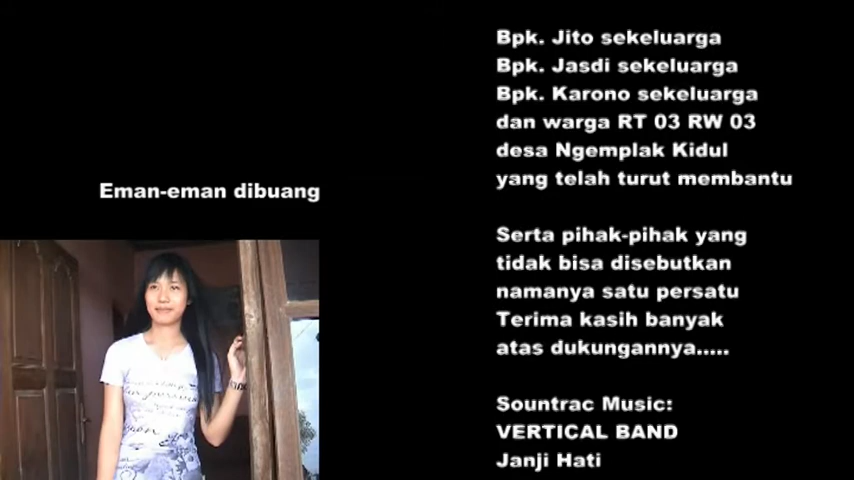 Eman-eman dibuang
Bpk. Jito sekeluarga
Bpk. Jasdi sekeluarga
Bpk. Karono sekeluarga
dan warga RT 03 RW 03
desa Ngemplak Kidul
yang telah turut membantu
Serta pihak-pihak yang
tidak bisa disebutkan
namanya satu persatu
Terima kasih banyak
atas dukungannya.....
Sountrac Music:
VERTICAL BAND
Janji Hati